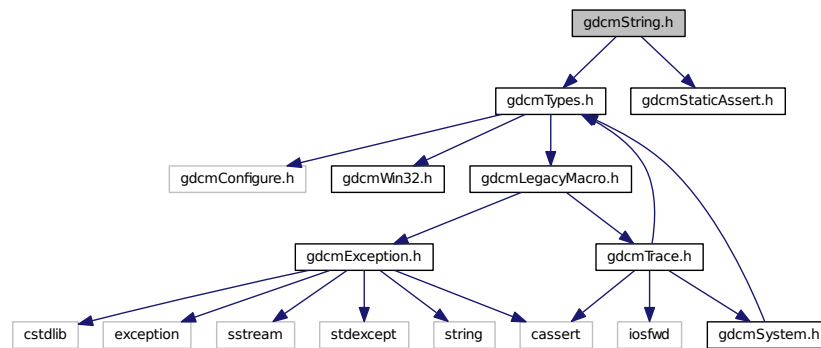 gdcmString.h
gdcmTypes.h
gdcmStaticAssert.h
gdcmConfigure.h
gdcmWin32.h
gdcmLegacyMacro.h
gdcmException.h
gdcmTrace.h
cstdlib
exception
sstream
stdexcept
string
cassert
iosfwd
gdcmSystem.h